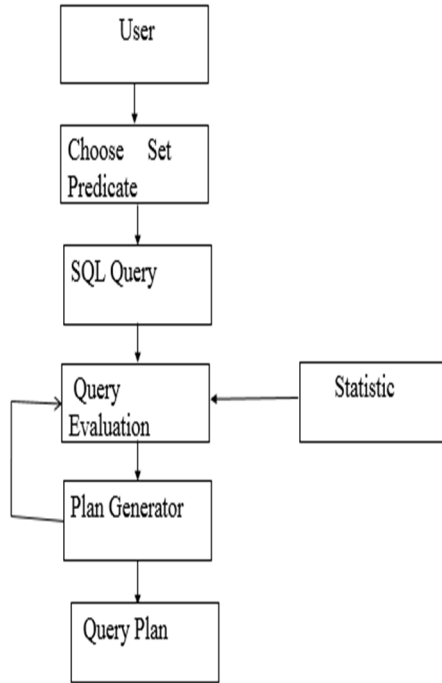 User
Choose Set
Predicate
SQL Query
Query
Evaluation
Statistic
Plan Generator
Query Plan